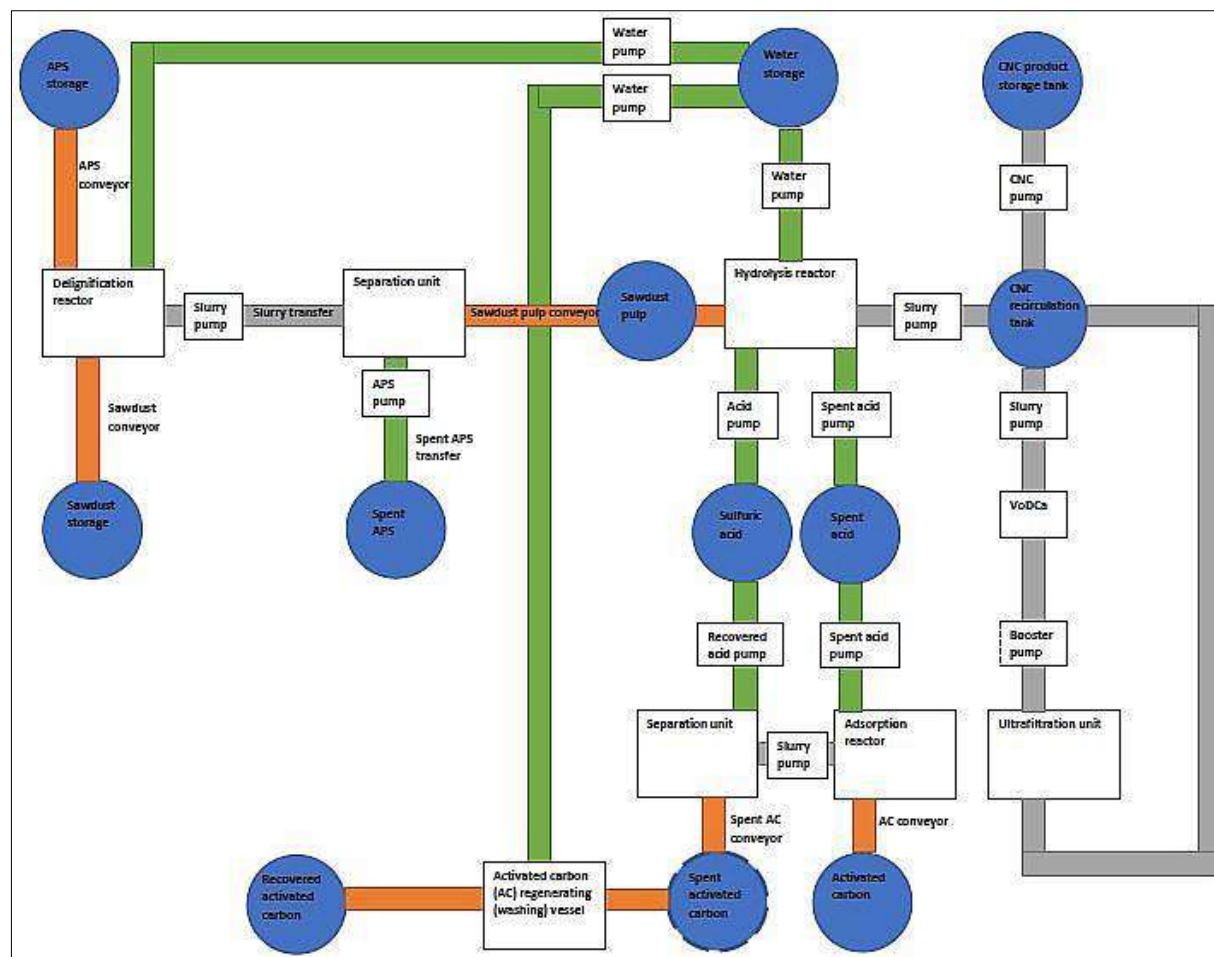 Water
pump
APS
storage
Water
storage
CNC product
storage tank
Water
pump
APS
conveyor
Water
pump
CNC
pump
Delignification
reactor
Separation unit
Hydrolysis reactor
Sawdust
pulp
CNC
recirculation
tank
Slurry
pump
Slurry transfer
Sawdust pulp conveyor
Slurry
pump
APS
pump
Acid
pump
Spent acid
pump
Slurry
pump
Sawdust
conveyor
Spent APS
transfer
Sawdust
storage
Spent
APS
Sulfuric
acid
Spent
acid
VoDCa
Recovered
acid pump
Spent acid
pump
Booster
pump
Separation unit
Adsorption
reactor
Ultrafiltration unit
Slurry
pump
Spent AC
conveyor
AC conveyor
Recovered
activated
carbon
Activated carbon
(AC) regenerating
(washing) vessel
Spent
activated
carbon
Activated
carbon